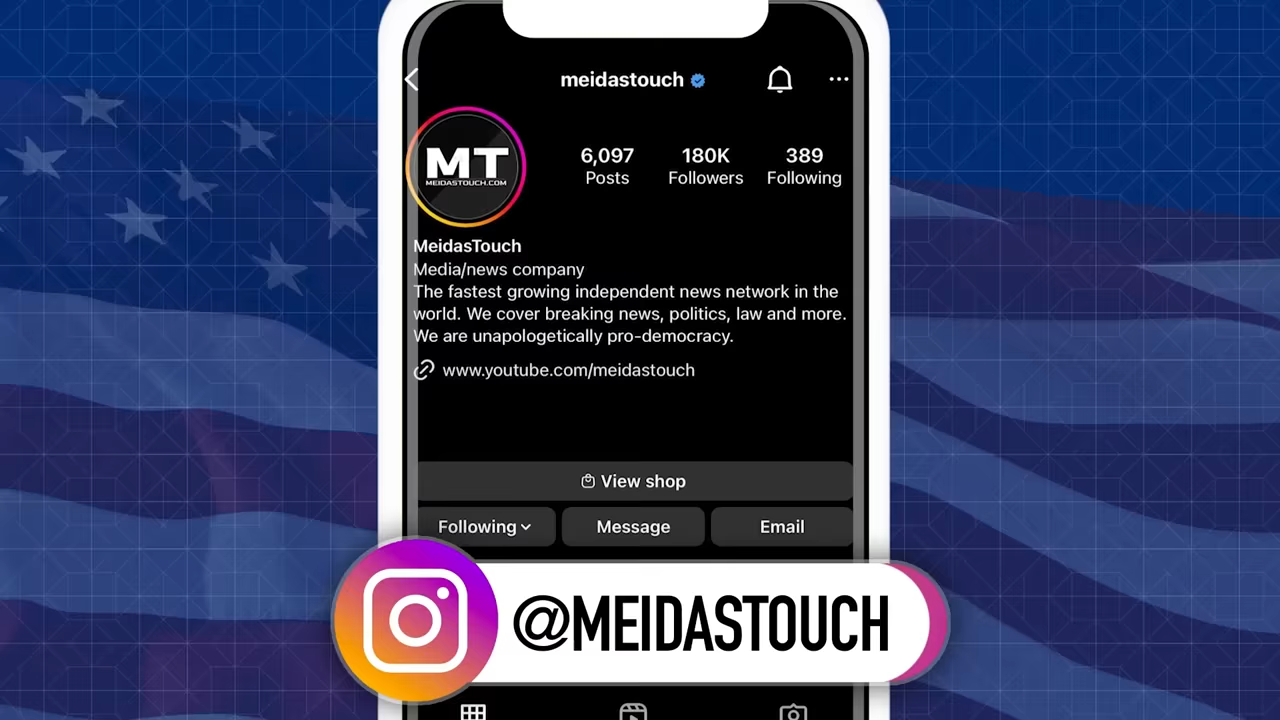 meidastouch
MT
MEIDASTOUCH.COM
6,097 180K 389
Posts Followers Following
MeidasTouch
Media/news company
The fastest growing independent news network in the
world. We cover breaking news, politics, law and more.
We are unapologetically pro-democracy.
www.youtube.com/meidastouch
View shop
Following Message Email
@MEIDASTOUCH